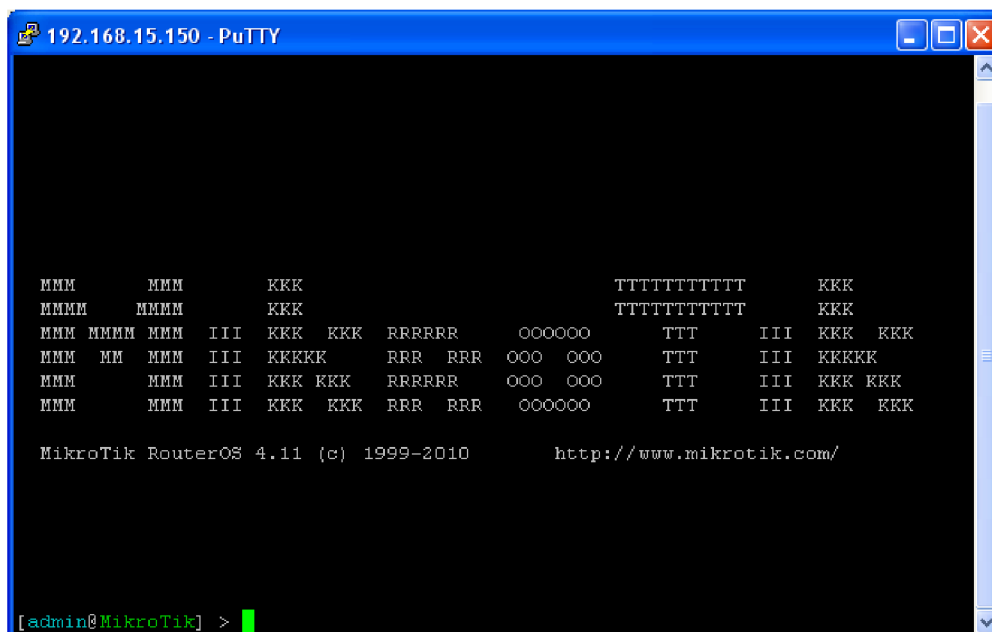 192.168.15.150 - PuTTY
MMM      MMM       KKK                          TTTTTTTTTTT      KKK
MMMM    MMMM       KKK                          TTTTTTTTTTT      KKK
MMM MMMM MMM  III  KKK  KKK  RRRRRR     OOOOOO      TTT     III  KKK  KKK
MMM  MM  MMM  III  KKKKK     RRR  RRR  OOO  OOO     TTT     III  KKKKK
MMM      MMM  III  KKK KKK   RRRRRR    OOO  OOO     TTT     III  KKK KKK
MMM      MMM  III  KKK  KKK  RRR  RRR   OOOOOO      TTT     III  KKK  KKK
MikroTik RouterOS 4.11 (c) 1999-2010       http://www.mikrotik.com/
[admin@MikroTik] >